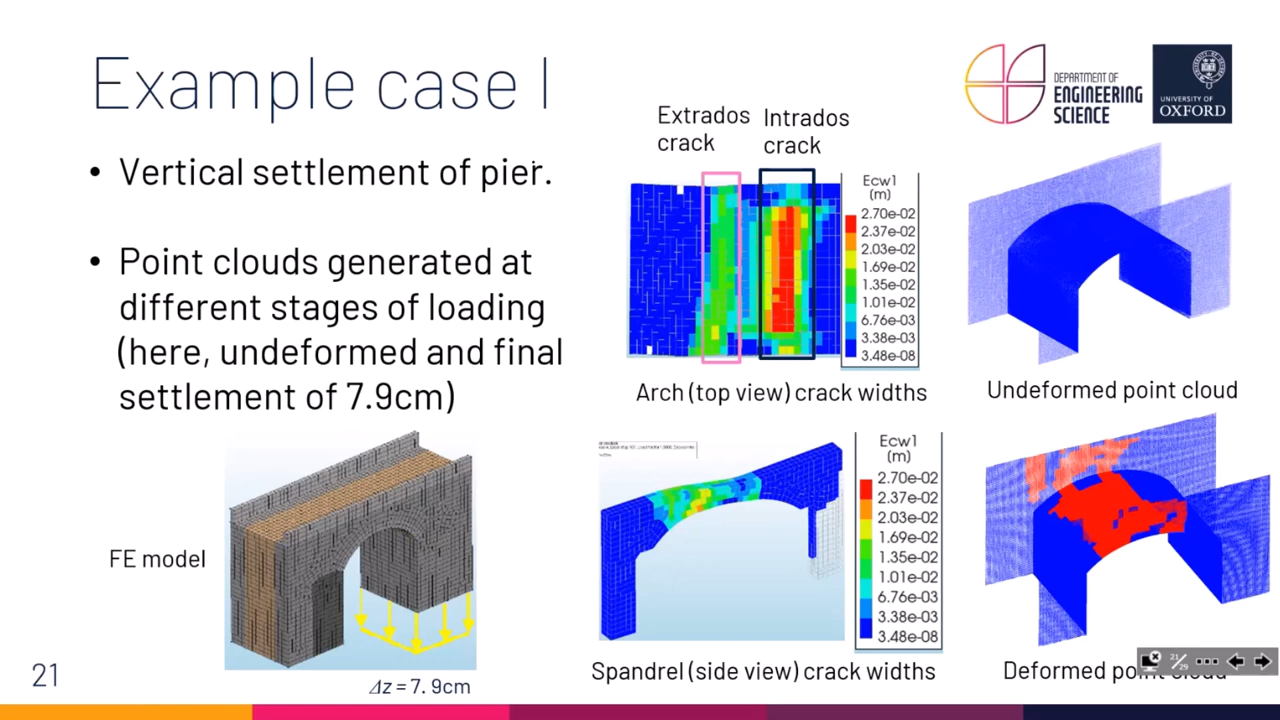 Example case I
DEPARTMENT OF
ENGINEERING
SCIENCE
UNIVERSITY OF
OXFORD
• Vertical settlement of pier.
• Point clouds generated at
different stages of loading
(here, undeformed and final
settlement of 7.9cm)
Extrados
crack
Intrados
crack
Ecw1
(m)
2.70e-02
2.37e-02
2.03e-02
1.69e-02
1.35e-02
1.01e-02
6.76e-03
3.38e-03
3.48e-08
Arch (top view) crack widths
Undeformed point cloud
FE model
Δz = 7. 9cm
Ecw1
(m)
2.70e-02
2.37e-02
2.03e-02
1.69e-02
1.35e-02
1.01e-02
6.76e-03
3.38e-03
3.48e-08
Spandrel (side view) crack widths
Deformed point cloud
21/29
21